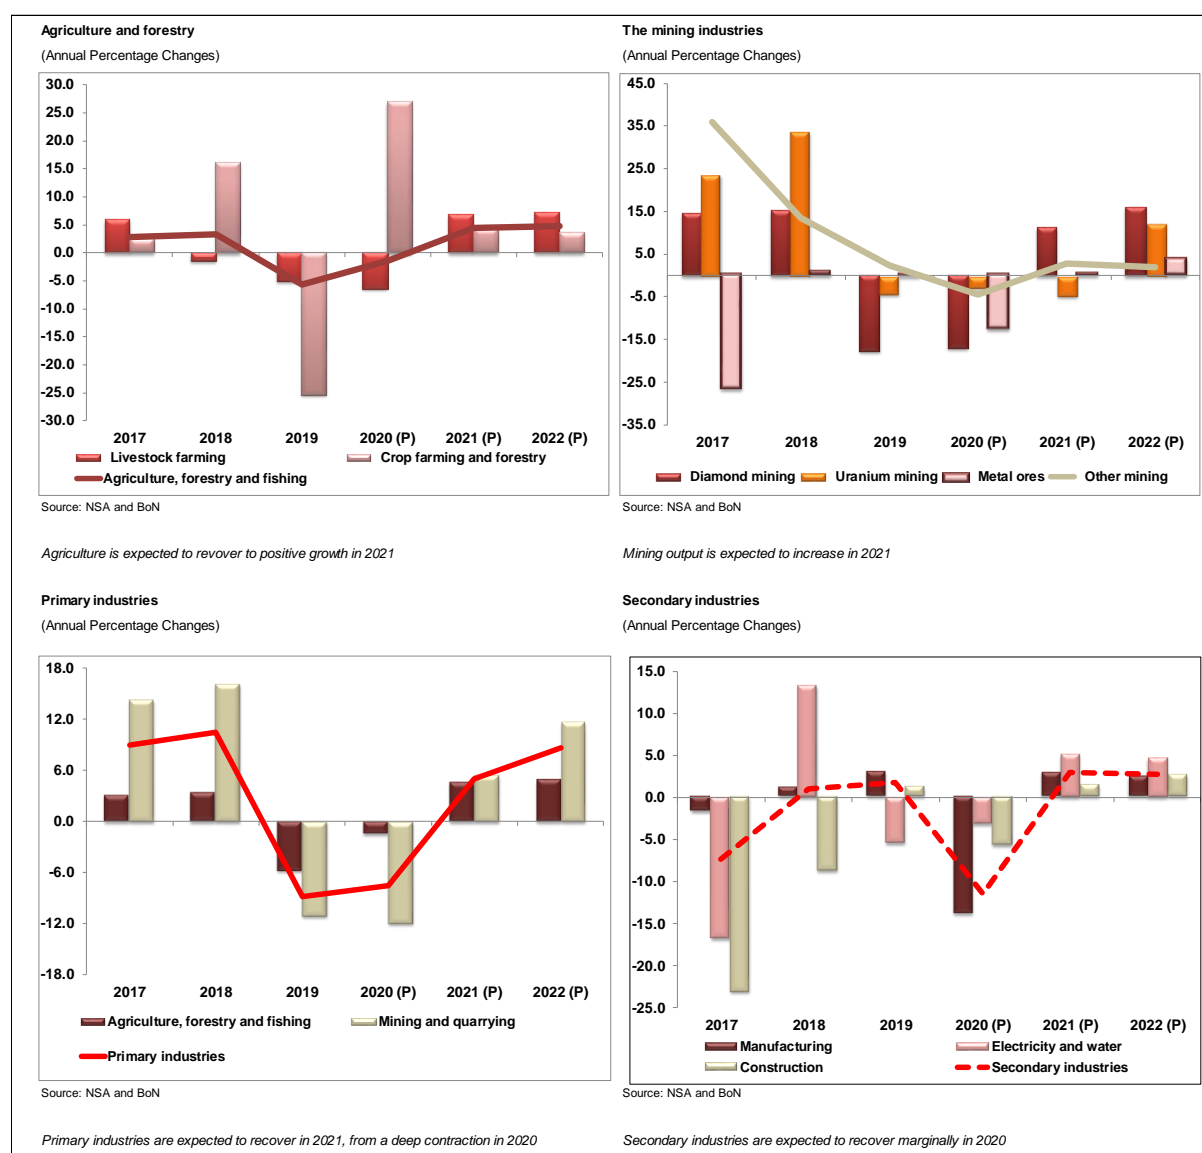 Agriculture and forestry
(Annual Percentage Changes)
30.0
25.0
20.0
15.0
10.0
5.0
0.0
-5.0
-10.0
-15.0
-20.0
-25.0
-30.0
2017 2018 2019 2020 (P) 2021 (P) 2022 (P)
Livestock farming Crop farming and forestry
Agriculture, forestry and fishing
Source: NSA and BoN
Agriculture is expected to revover to positive growth in 2021
The mining industries
(Annual Percentage Changes)
45.0
35.0
25.0
15.0
5.0
-5.0
-15.0
-25.0
-35.0
2017 2018 2019 2020 (P) 2021 (P) 2022 (P)
Diamond mining Uranium mining Metal ores Other mining
Source: NSA and BoN
Mining output is expected to increase in 2021
Primary industries
(Annual Percentage Changes)
18.0
12.0
6.0
0.0
-6.0
-12.0
-18.0
2017 2018 2019 2020 (P) 2021 (P) 2022 (P)
Agriculture, forestry and fishing Mining and quarrying
Primary industries
Source: NSA and BoN
Primary industries are expected to recover in 2021, from a deep contraction in 2020
Secondary industries
(Annual Percentage Changes)
15.0
10.0
5.0
0.0
-5.0
-10.0
-15.0
-20.0
-25.0
2017 2018 2019 2020 (P) 2021 (P) 2022 (P)
Manufacturing Electricity and water
Construction Secondary industries
Source: NSA and BoN
Secondary industries are expected to recover marginally in 2020